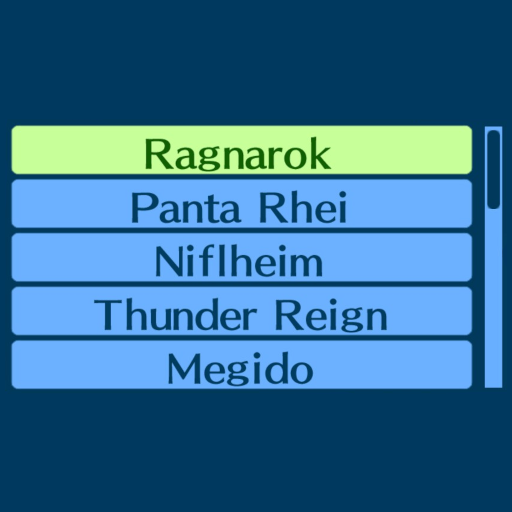 Ragnarok
Panta Rhei
Niflheim
Thunder Reign
Megido